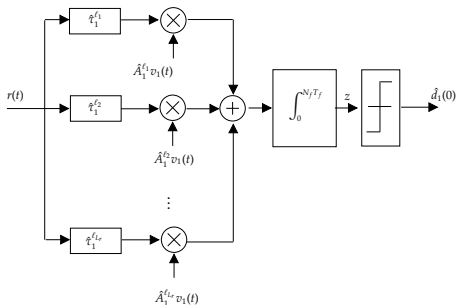 τ̂₁^{ℓ₁}
Â₁^{ℓ₁}v₁(t)
r(t)
τ̂₁^{ℓ₂}
Â₁^{ℓ₂}v₁(t)
+
∫₀^{N_f T_f}
z
d̂₁(0)
⋮
τ̂₁^{ℓ_{L_r}}
Â₁^{ℓ_{L_r}}v₁(t)